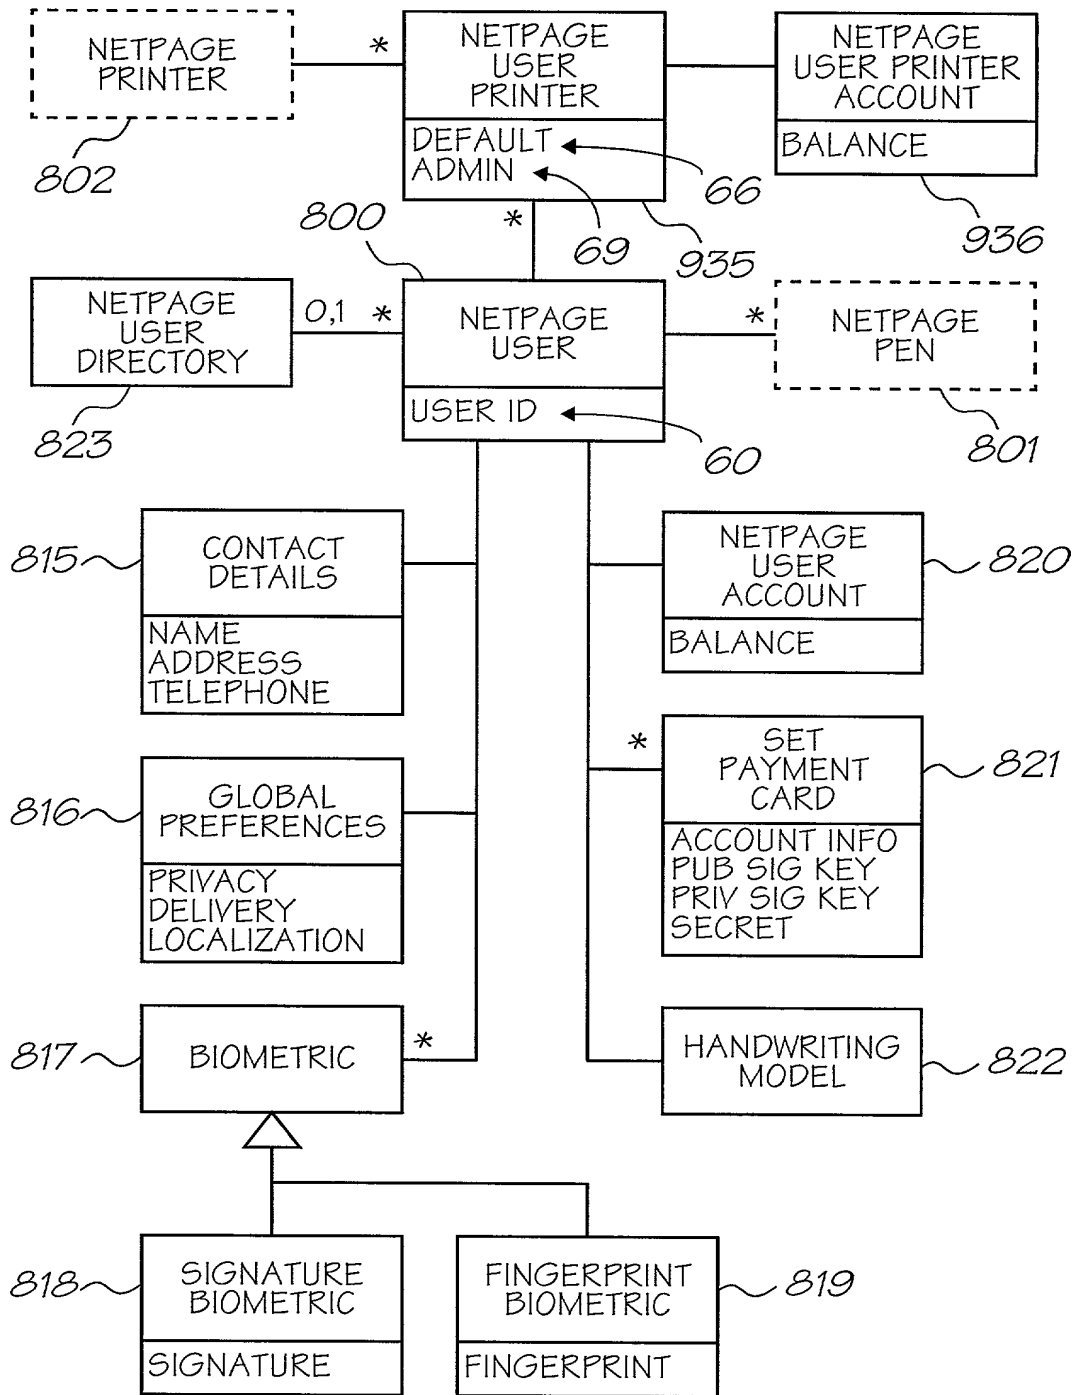 NETPAGE
PRINTER
802
*
NETPAGE
USER
PRINTER
DEFAULT
ADMIN
66
69
935
NETPAGE
USER PRINTER
ACCOUNT
BALANCE
936
*
800
NETPAGE
USER
DIRECTORY
823
0,1 *
NETPAGE
USER
USER ID
60
*
NETPAGE
PEN
801
815
CONTACT
DETAILS
NAME
ADDRESS
TELEPHONE
NETPAGE
USER
ACCOUNT
BALANCE
820
816
GLOBAL
PREFERENCES
PRIVACY
DELIVERY
LOCALIZATION
*
SET
PAYMENT
CARD
ACCOUNT INFO
PUB SIG KEY
PRIV SIG KEY
SECRET
821
817
BIOMETRIC
*
HANDWRITING
MODEL
822
818
SIGNATURE
BIOMETRIC
SIGNATURE
FINGERPRINT
BIOMETRIC
FINGERPRINT
819